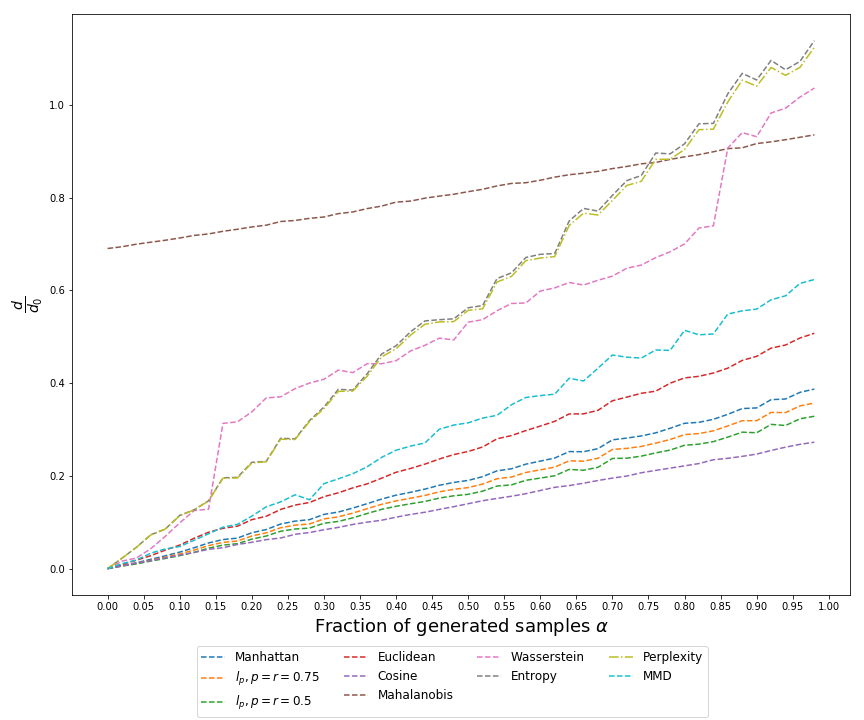 1.0
0.8
0.6
0.4
0.2
0.0
d
d0
0.00 0.05 0.10 0.15 0.20 0.25 0.30 0.35 0.40 0.45 0.50 0.55 0.60 0.65 0.70 0.75 0.80 0.85 0.90 0.95 1.00
Fraction of generated samples α
Manhattan Euclidean Wasserstein Perplexity
lp, p = r = 0.75 Cosine Entropy MMD
lp, p = r = 0.5 Mahalanobis